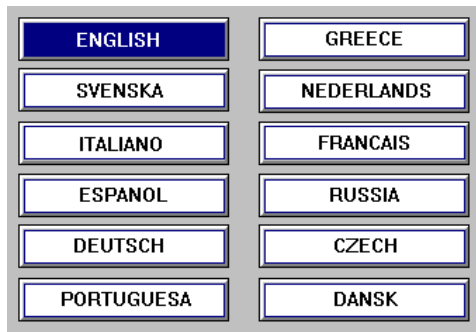 ENGLISH
GREECE
SVENSKA
NEDERLANDS
ITALIANO
FRANCAIS
ESPANOL
RUSSIA
DEUTSCH
CZECH
PORTUGUESA
DANSK